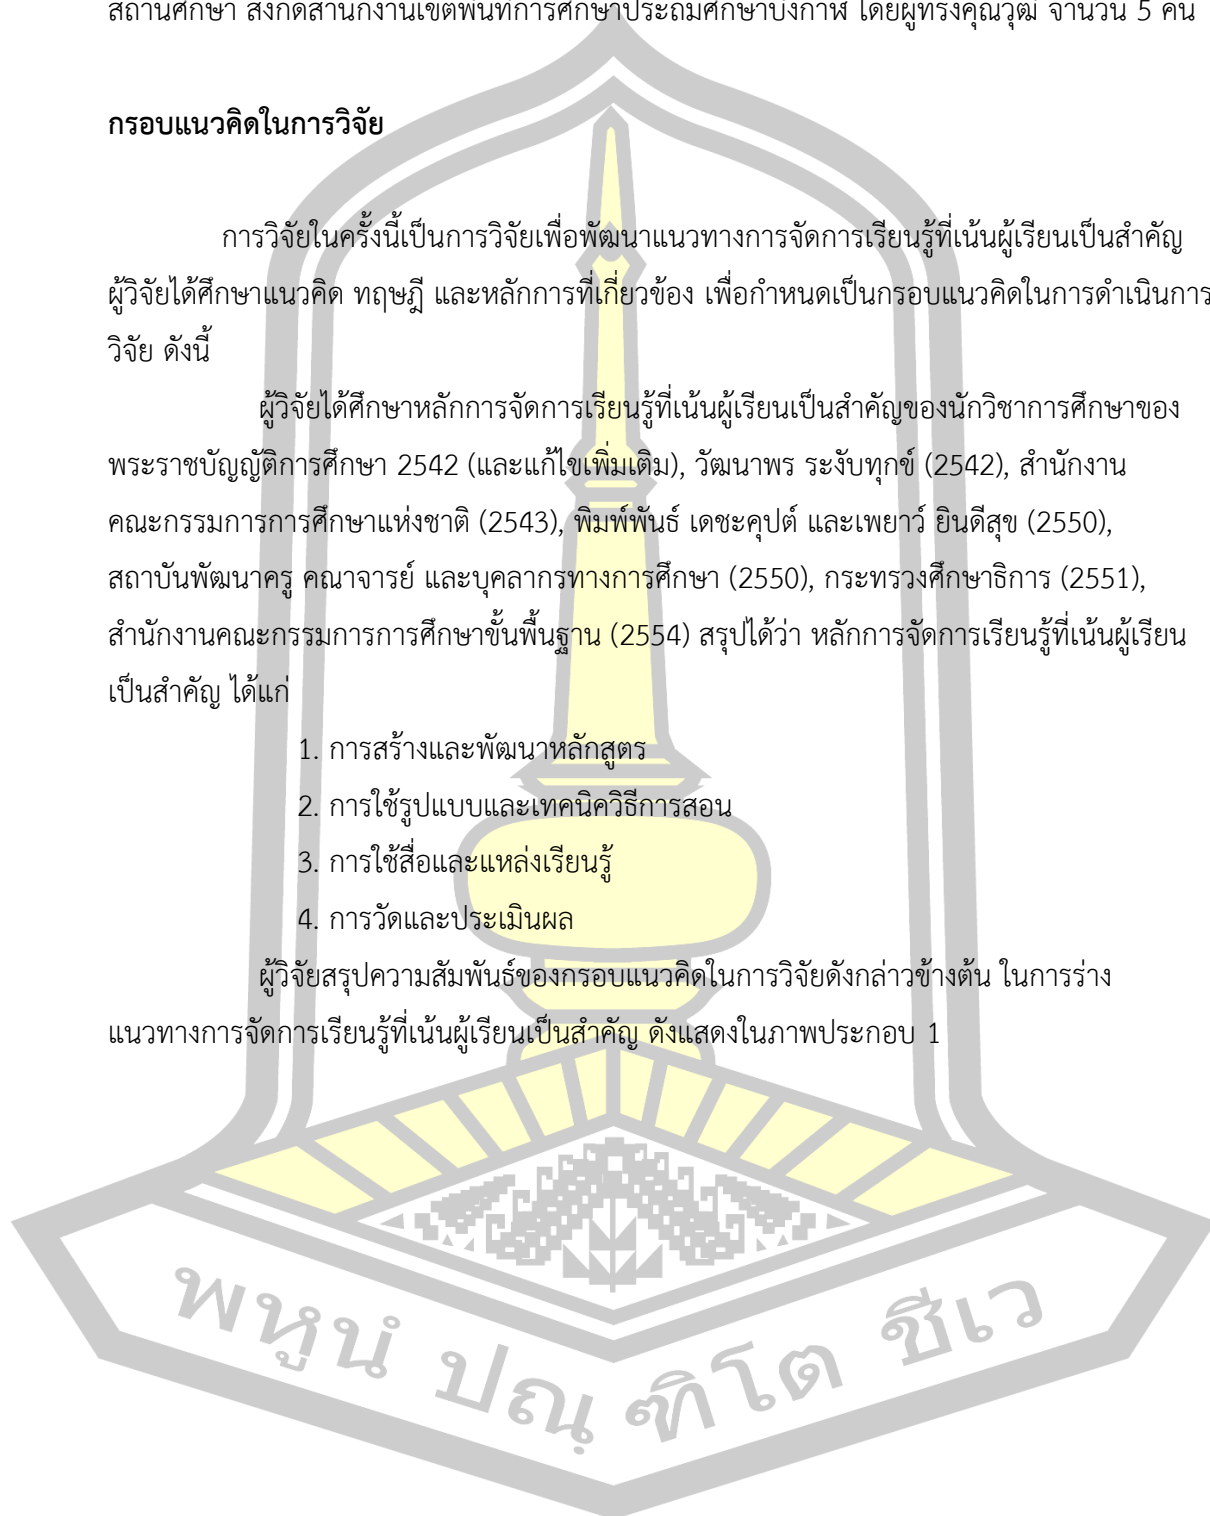 สถานศึกษา สังกัดสำนักงานเขตพื้นที่การศึกษาประถมศึกษาบึงกาฬ โดยผู้ทรงคุณวุฒิ จำนวน 5 คน
กรอบแนวคิดในการวิจัย
การวิจัยในครั้งนี้เป็นการวิจัยเพื่อพัฒนาแนวทางการจัดการเรียนรู้ที่เน้นผู้เรียนเป็นสำคัญ
ผู้วิจัยได้ศึกษาแนวคิด ทฤษฎี และหลักการที่เกี่ยวข้อง เพื่อกำหนดเป็นกรอบแนวคิดในการดำเนินการ
วิจัย ดังนี้
ผู้วิจัยได้ศึกษาหลักการจัดการเรียนรู้ที่เน้นผู้เรียนเป็นสำคัญของนักวิชาการศึกษาของ
พระราชบัญญัติการศึกษา 2542 (และแก้ไขเพิ่มเติม), วัฒนาพร ระงับทุกข์ (2542), สำนักงาน
คณะกรรมการการศึกษาแห่งชาติ (2543), พิมพ์พันธ์ เดชะคุปต์ และเพยาว์ ยินดีสุข (2550),
สถาบันพัฒนาครู คณาจารย์ และบุคลากรทางการศึกษา (2550), กระทรวงศึกษาธิการ (2551),
สำนักงานคณะกรรมการการศึกษาขั้นพื้นฐาน (2554) สรุปได้ว่า หลักการจัดการเรียนรู้ที่เน้นผู้เรียน
เป็นสำคัญ ได้แก่
1. การสร้างและพัฒนาหลักสูตร
2. การใช้รูปแบบและเทคนิควิธีการสอน
3. การใช้สื่อและแหล่งเรียนรู้
4. การวัดและประเมินผล
ผู้วิจัยสรุปความสัมพันธ์ของกรอบแนวคิดในการวิจัยดังกล่าวข้างต้น ในการร่าง
แนวทางการจัดการเรียนรู้ที่เน้นผู้เรียนเป็นสำคัญ ดังแสดงในภาพประกอบ 1
พหูนํ ปณฺฑิโต ชีเว